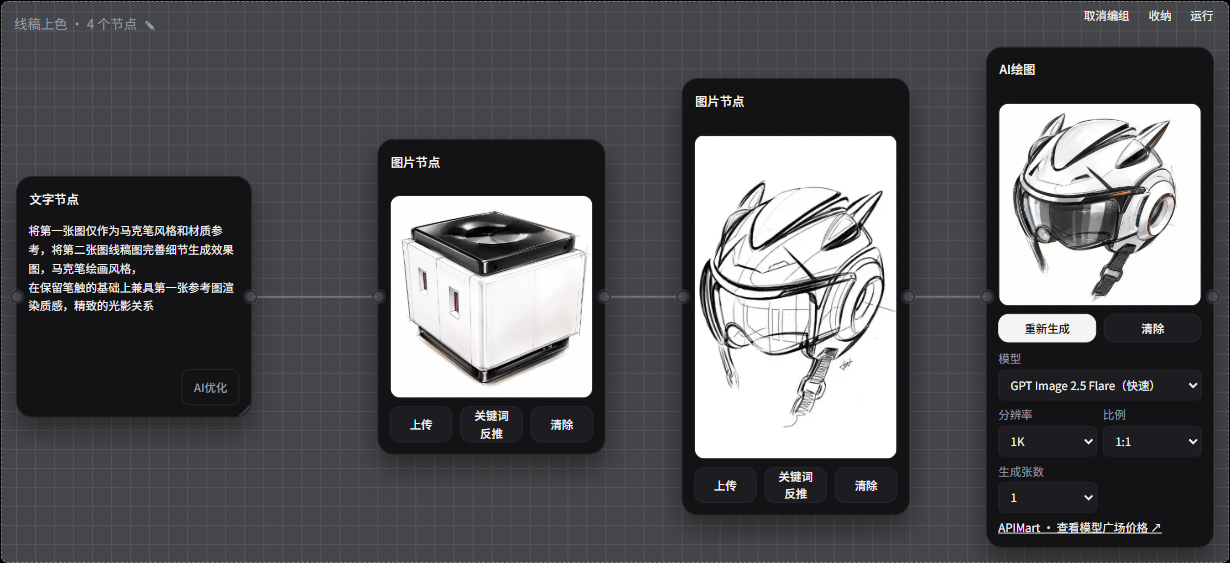 线稿上色 · 4 个节点
取消编组 收纳 运行
文字节点
将第一张图仅作为马克笔风格和材质参
考，将第二张图线稿图完善细节生成效果
图，马克笔绘画风格，
在保留笔触的基础上兼具第一张参考图渲
染质感，精致的光影关系
AI优化
图片节点
上传
关键词
反推
清除
图片节点
上传
关键词
反推
清除
AI绘图
重新生成
清除
模型
GPT Image 2.5 Flare（快速）
分辨率
比例
1K
1:1
生成张数
1
APIMart · 查看模型广场价格 ↗